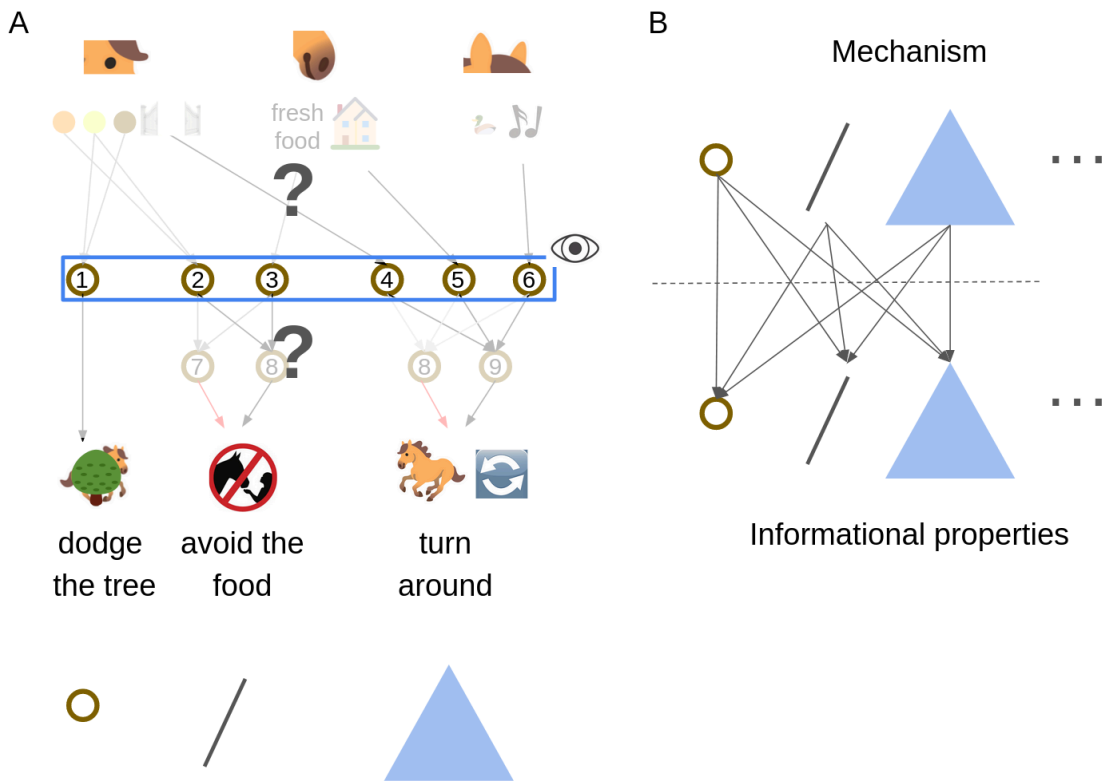 A
B
Mechanism
fresh
food
?
1 2 3 4 5 6
?
7 8 8 9
...
...
dodge
the tree
avoid the
food
turn
around
Informational properties